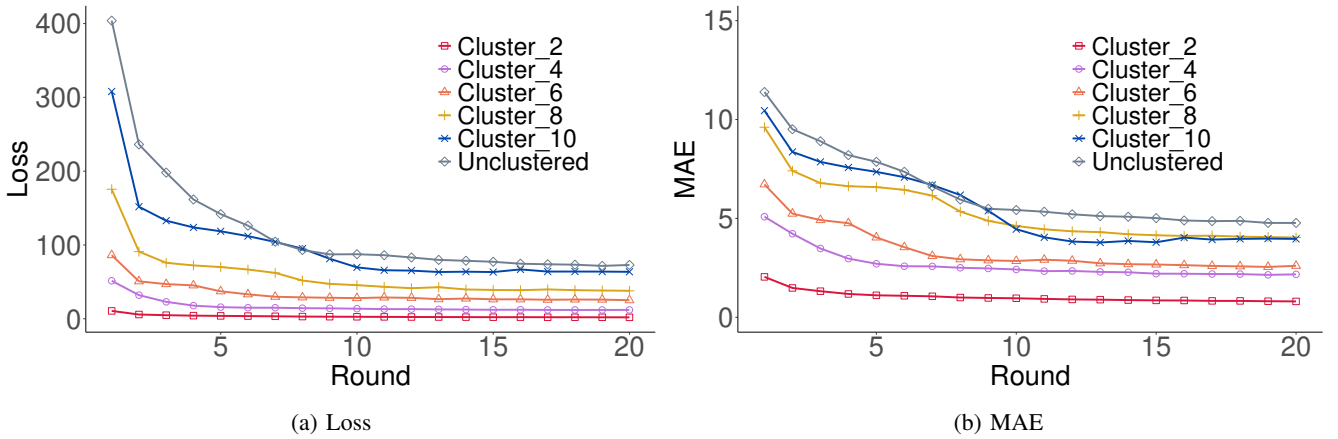 400
300
200
100
0
Loss
Cluster_2
Cluster_4
Cluster_6
Cluster_8
Cluster_10
Unclustered
5 10 15 20
Round
(a) Loss
15
10
5
0
MAE
Cluster_2
Cluster_4
Cluster_6
Cluster_8
Cluster_10
Unclustered
5 10 15 20
Round
(b) MAE